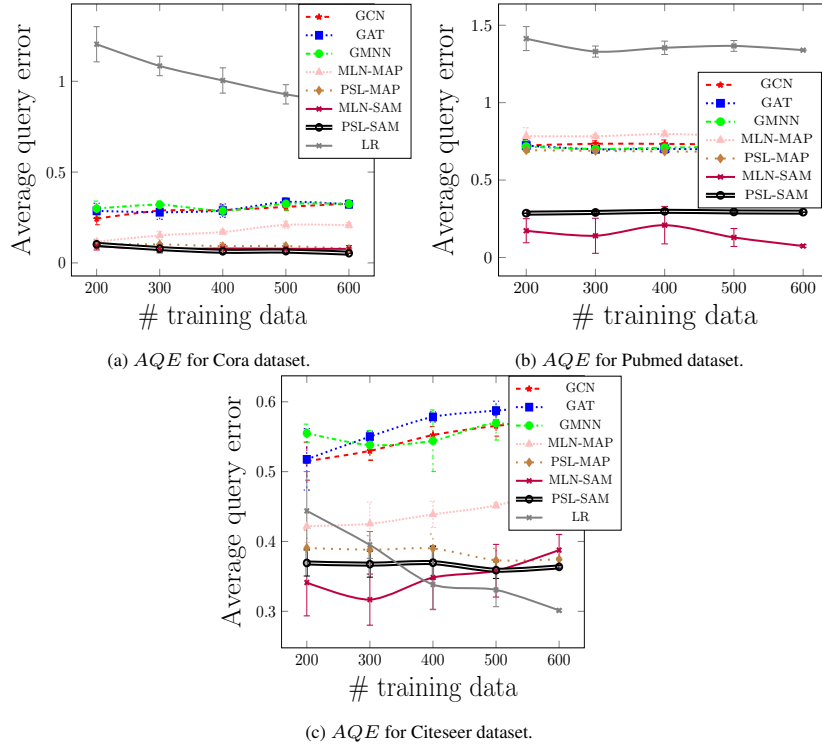 1.5
1
0.5
0
1
0.5
0
Average query error
Average query error
GCN
GAT
GMNN
MLN-MAP
PSL-MAP
MLN-SAM
PSL-SAM
LR
GCN
GAT
GMNN
MLN-MAP
PSL-MAP
MLN-SAM
PSL-SAM
LR
200 300 400 500 600
200 300 400 500 600
# training data
# training data
(a) AQE for Cora dataset.
(b) AQE for Pubmed dataset.
0.6
0.5
0.4
0.3
Average query error
GCN
GAT
GMNN
MLN-MAP
PSL-MAP
MLN-SAM
PSL-SAM
LR
200 300 400 500 600
# training data
(c) AQE for Citeseer dataset.